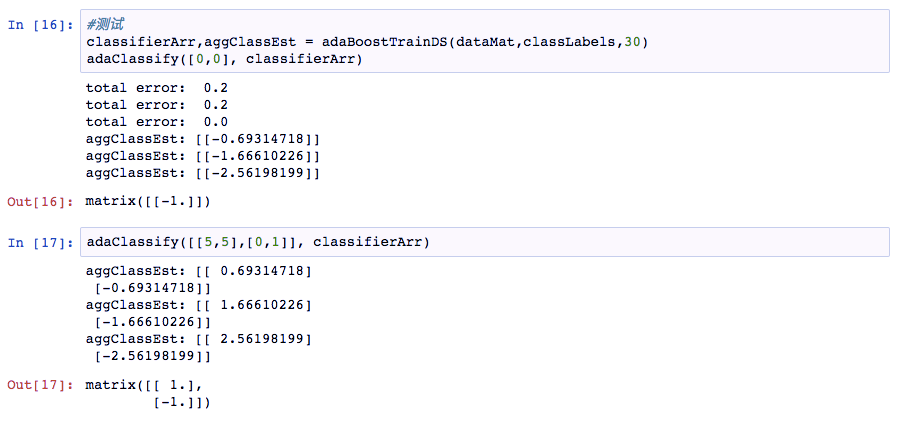 In [16]: #测试
classifierArr,aggClassEst = adaBoostTrainDS(dataMat,classLabels,30)
adaClassify([0,0], classifierArr)
total error:  0.2
total error:  0.2
total error:  0.0
aggClassEst: [[-0.69314718]]
aggClassEst: [[-1.66610226]]
aggClassEst: [[-2.56198199]]
Out[16]: matrix([[-1.]])
In [17]: adaClassify([[5,5],[0,1]], classifierArr)
aggClassEst: [[ 0.69314718]
 [-0.69314718]]
aggClassEst: [[ 1.66610226]
 [-1.66610226]]
aggClassEst: [[ 2.56198199]
 [-2.56198199]]
Out[17]: matrix([[ 1.],
        [-1.]])